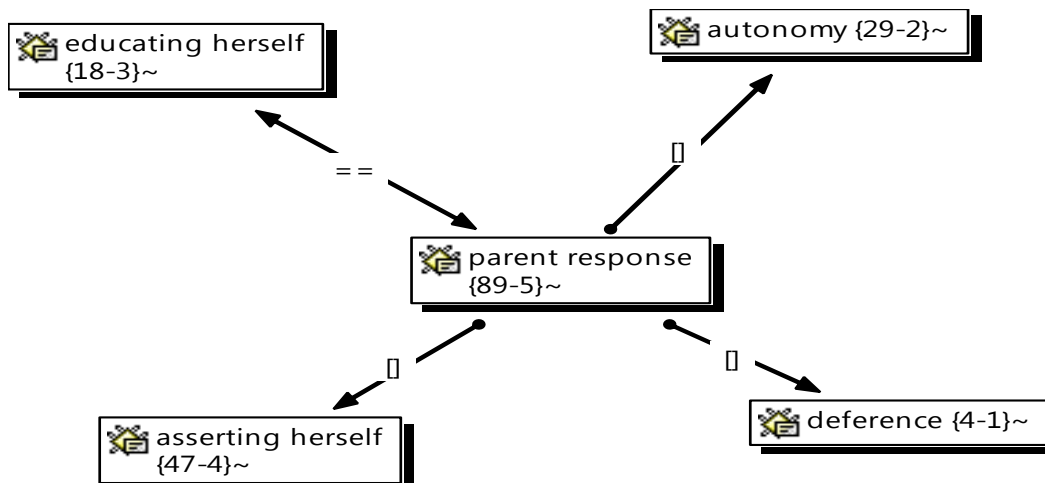 educating herself
{18-3}~
autonomy {29-2}~
= =
[]
parent response
{89-5}~
[]
[]
asserting herself
{47-4}~
deference {4-1}~